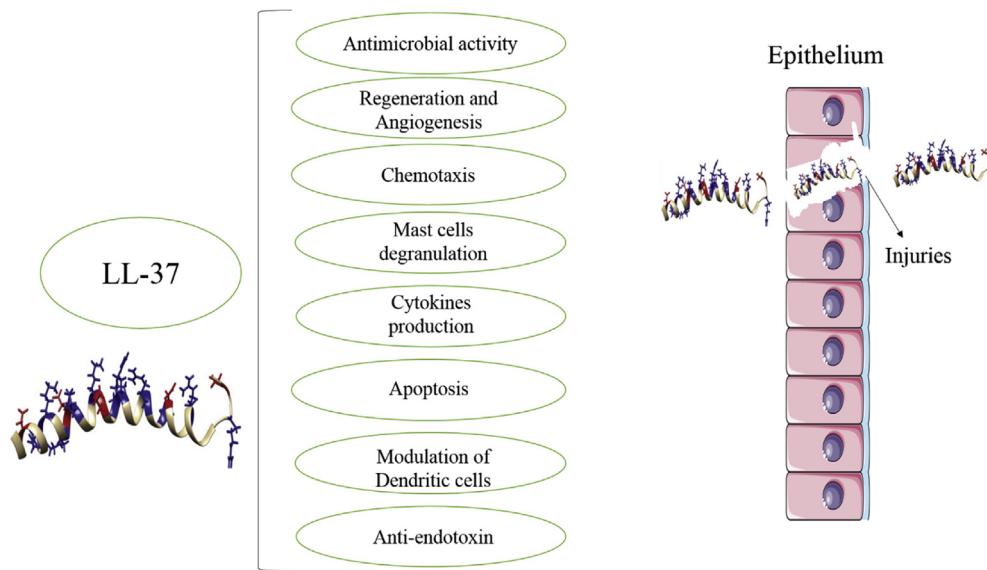 LL-37
Antimicrobial activity
Regeneration and
Angiogenesis
Chemotaxis
Mast cells
degranulation
Cytokines
production
Apoptosis
Modulation of
Dendritic cells
Anti-endotoxin
Epithelium
Injuries